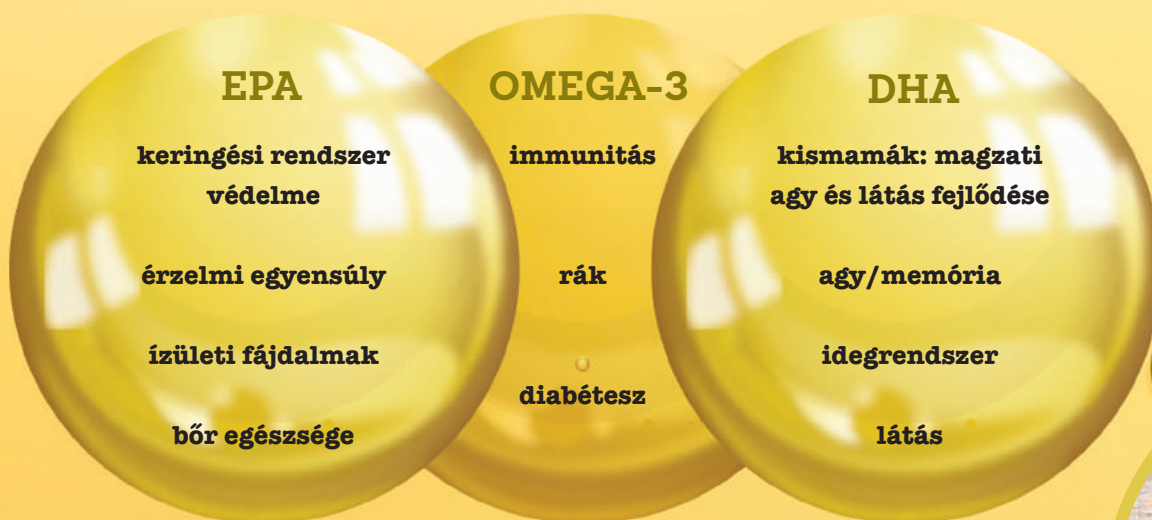 EPA
keringési rendszer
védelme
érzelmi egyensúly
ízületi fájdalmak
bőr egészsége
OMEGA-3
immunitás
rák
diabétesz
DHA
kismamák: magzati
agy és látás fejlődése
agy/memória
idegrendszer
látás